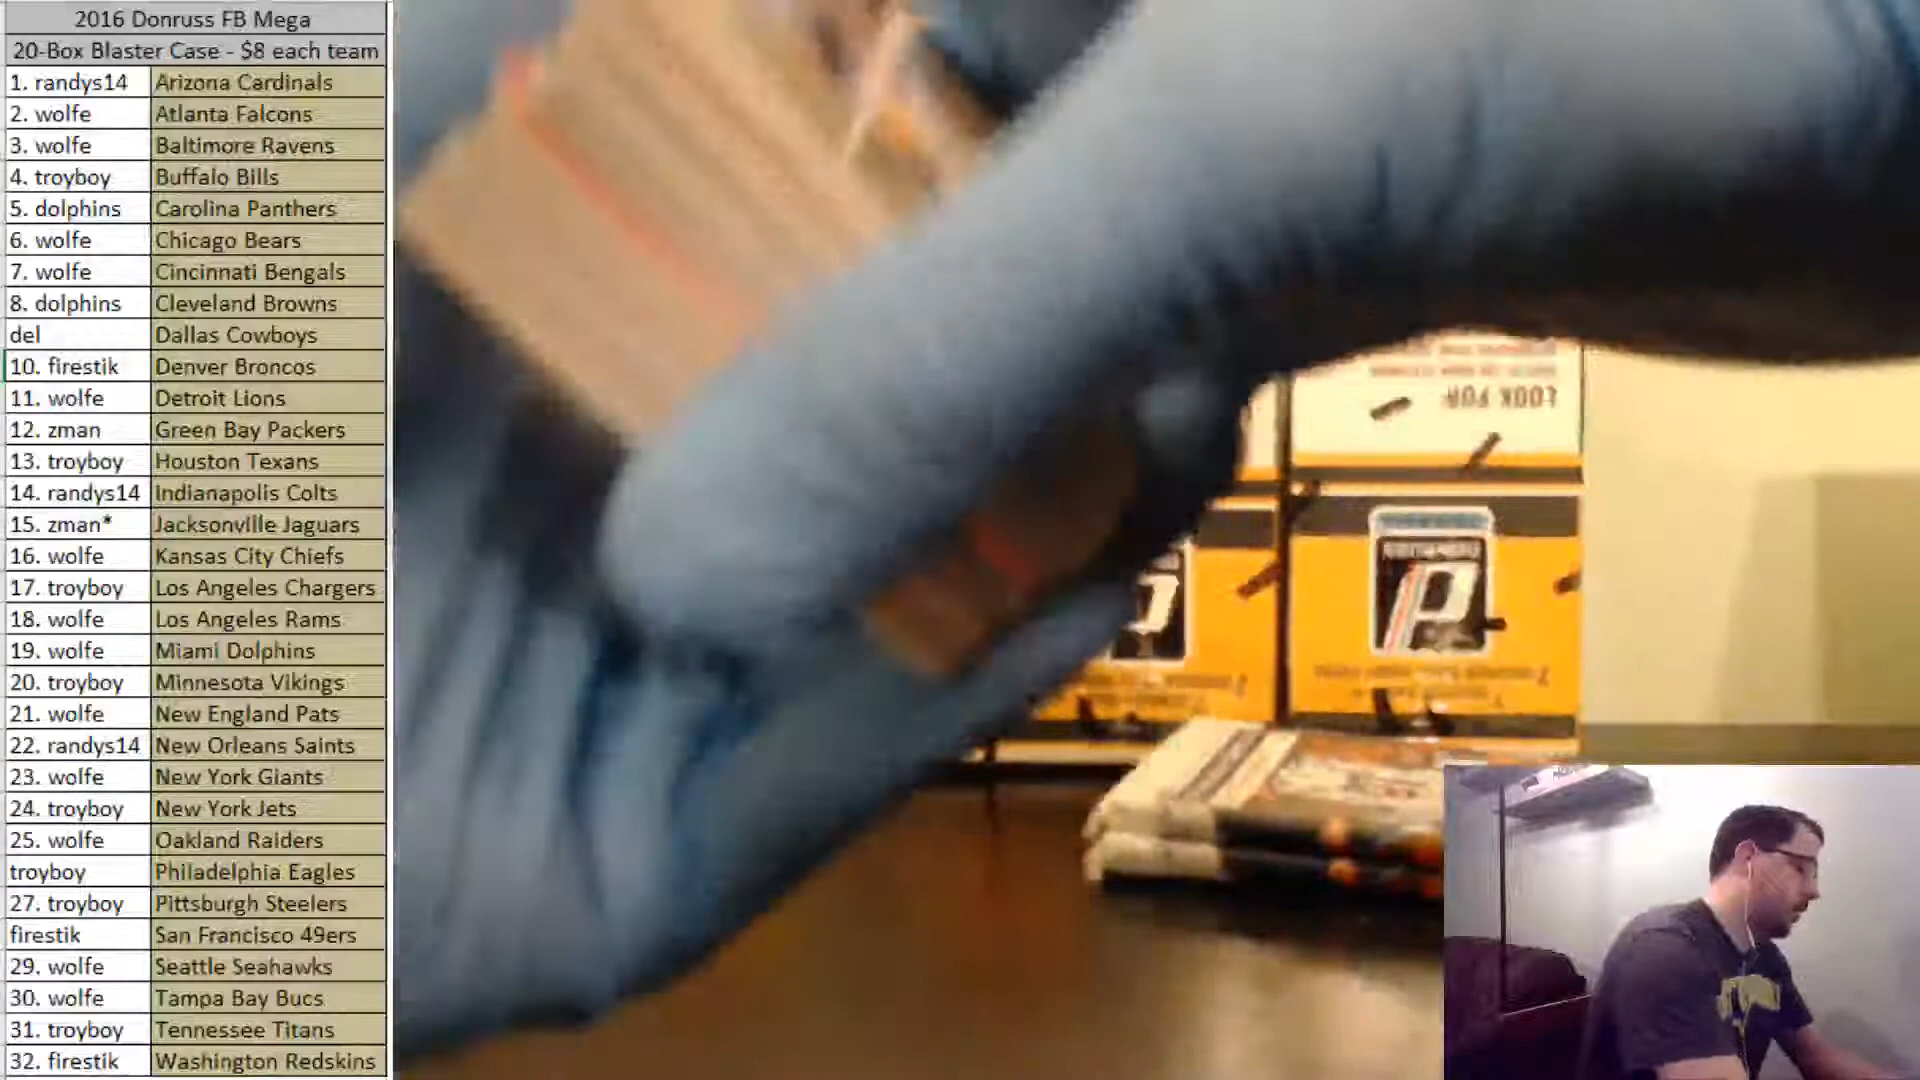 2016 Donruss FB Mega
20-Box Blaster Case - $8 each team
1. randys14 Arizona Cardinals
2. wolfe Atlanta Falcons
3. wolfe Baltimore Ravens
4. troyboy Buffalo Bills
5. dolphins Carolina Panthers
6. wolfe Chicago Bears
7. wolfe Cincinnati Bengals
8. dolphins Cleveland Browns
del Dallas Cowboys
10. firestik Denver Broncos
11. wolfe Detroit Lions
12. zman Green Bay Packers
13. troyboy Houston Texans
14. randys14 Indianapolis Colts
15. zman* Jacksonville Jaguars
16. wolfe Kansas City Chiefs
17. troyboy Los Angeles Chargers
18. wolfe Los Angeles Rams
19. wolfe Miami Dolphins
20. troyboy Minnesota Vikings
21. wolfe New England Pats
22. randys14 New Orleans Saints
23. wolfe New York Giants
24. troyboy New York Jets
25. wolfe Oakland Raiders
troyboy Philadelphia Eagles
27. troyboy Pittsburgh Steelers
firestik San Francisco 49ers
29. wolfe Seattle Seahawks
30. wolfe Tampa Bay Bucs
31. troyboy Tennessee Titans
32. firestik Washington Redskins
LOOK FOR